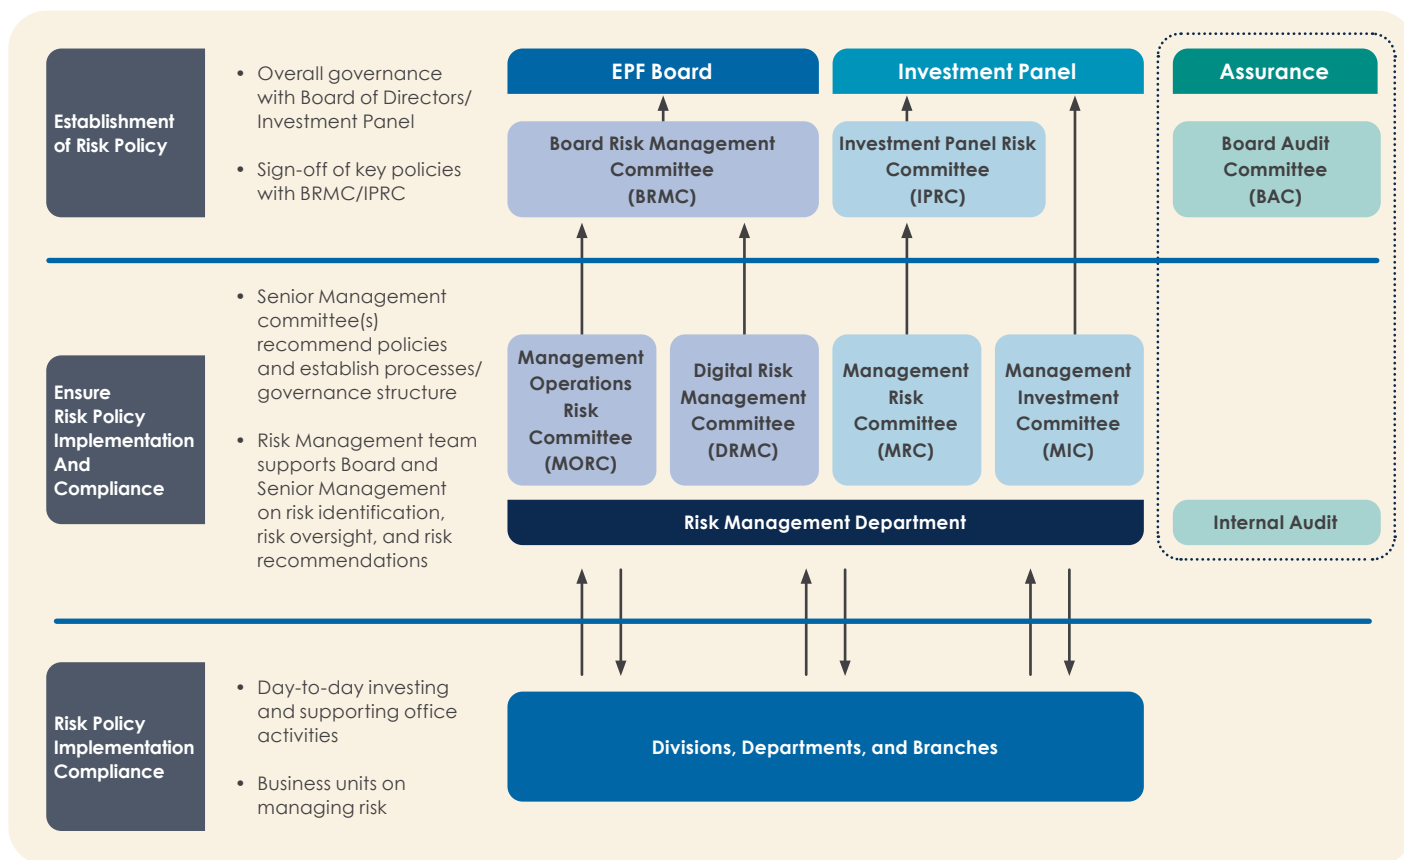 Establishment
of Risk Policy
• Overall governance
with Board of Directors/
Investment Panel
• Sign-off of key policies
with BRMC/IPRC
EPF Board
Investment Panel
Assurance
Board Risk Management
Committee
(BRMC)
Investment Panel Risk
Committee
(IPRC)
Board Audit
Committee
(BAC)
Ensure
Risk Policy
Implementation
And
Compliance
• Senior Management
committee(s)
recommend policies
and establish processes/
governance structure
• Risk Management team
supports Board and
Senior Management
on risk identification,
risk oversight, and risk
recommendations
Management
Operations
Risk
Committee
(MORC)
Digital Risk
Management
Committee
(DRMC)
Management
Risk
Committee
(MRC)
Management
Investment
Committee
(MIC)
Risk Management Department
Internal Audit
Risk Policy
Implementation
Compliance
• Day-to-day investing
and supporting office
activities
• Business units on
managing risk
Divisions, Departments, and Branches